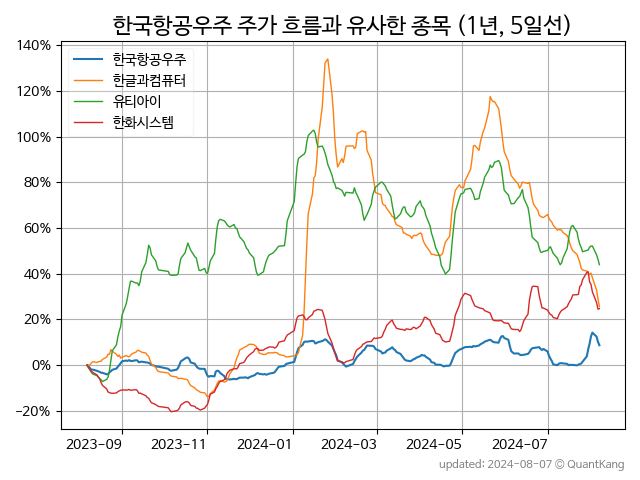 한국항공우주 주가 흐름과 유사한 종목 (1년, 5일선)
한국항공우주
한글과컴퓨터
유티아이
한화시스템
140%
120%
100%
80%
60%
40%
20%
0%
−20%
2023-09
2023-11
2024-01
2024-03
2024-05
2024-07
updated: 2024-08-07 © QuantKang